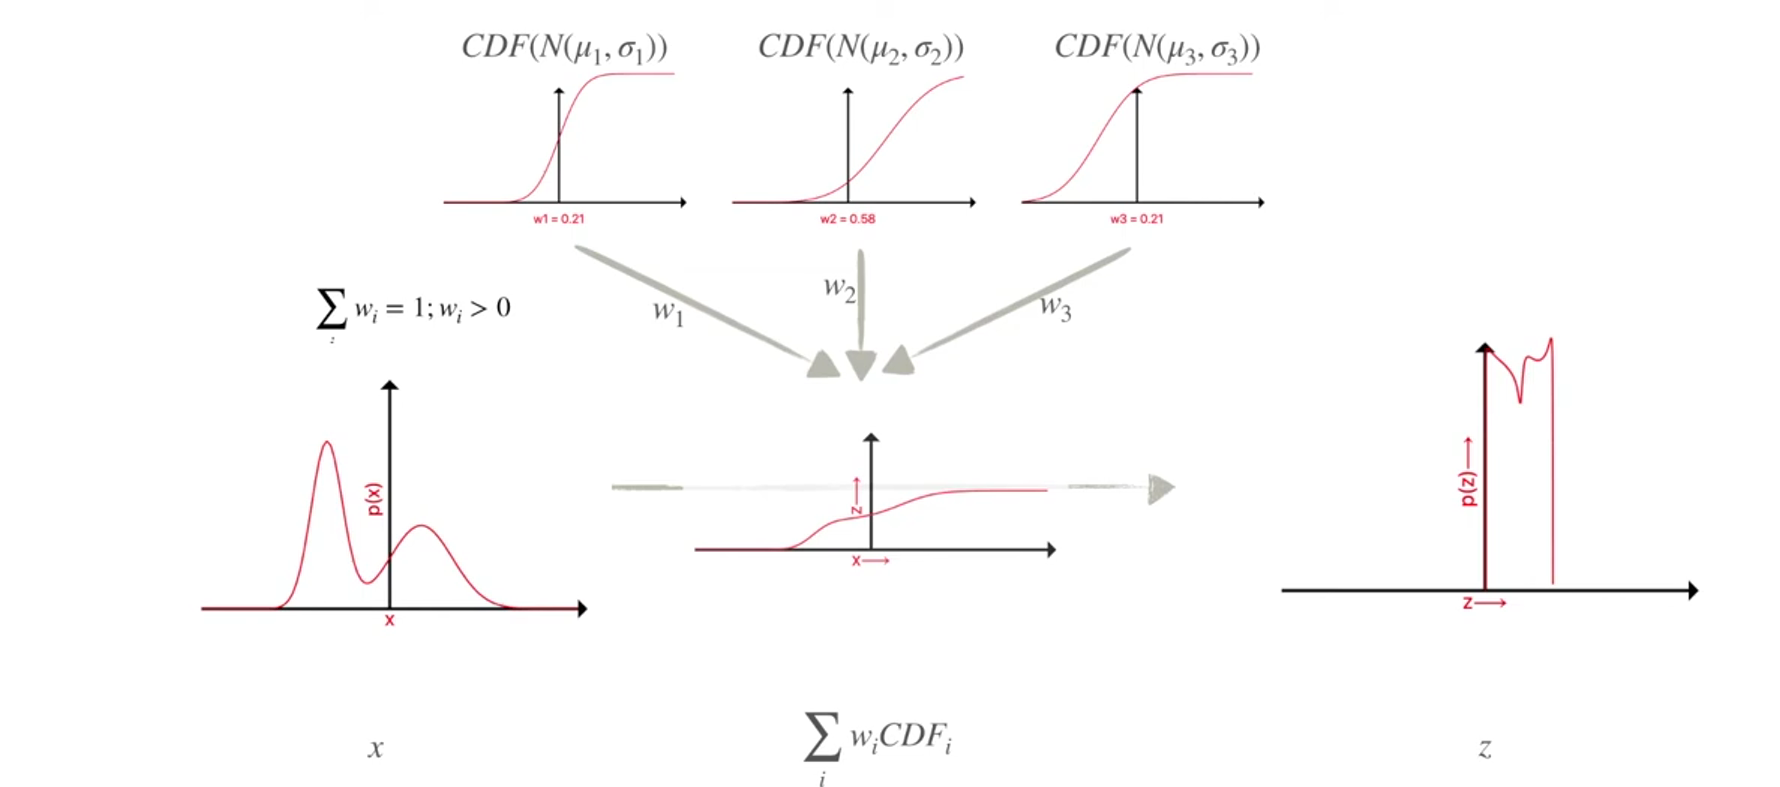 CDF(N(μ₁, σ₁)) CDF(N(μ₂, σ₂)) CDF(N(μ₃, σ₃))
w1 = 0.21 w2 = 0.58 w3 = 0.21
∑ wᵢ = 1; wᵢ > 0
w₁ w₂ w₃
p(x)
x
z⟶
x⟶
p(z)⟶
z⟶
x
∑ wᵢCDFᵢ
i
z